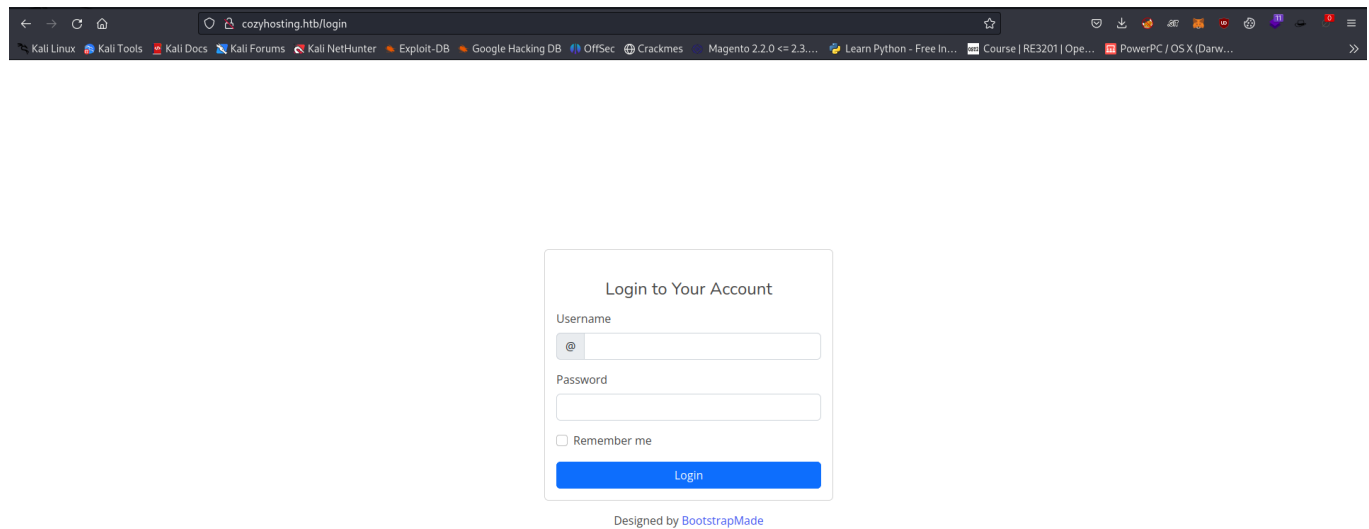 cozyhosting.htb/login
11
0
Kali Linux Kali Tools Kali Docs Kali Forums Kali NetHunter Exploit-DB Google Hacking DB OffSec Crackmes Magento 2.2.0 <= 2.3.... Learn Python - Free In... Course | RE3201 | Ope... PowerPC / OS X (Darw...
Login to Your Account
Username
@
Password
Remember me
Login
Designed by BootstrapMade